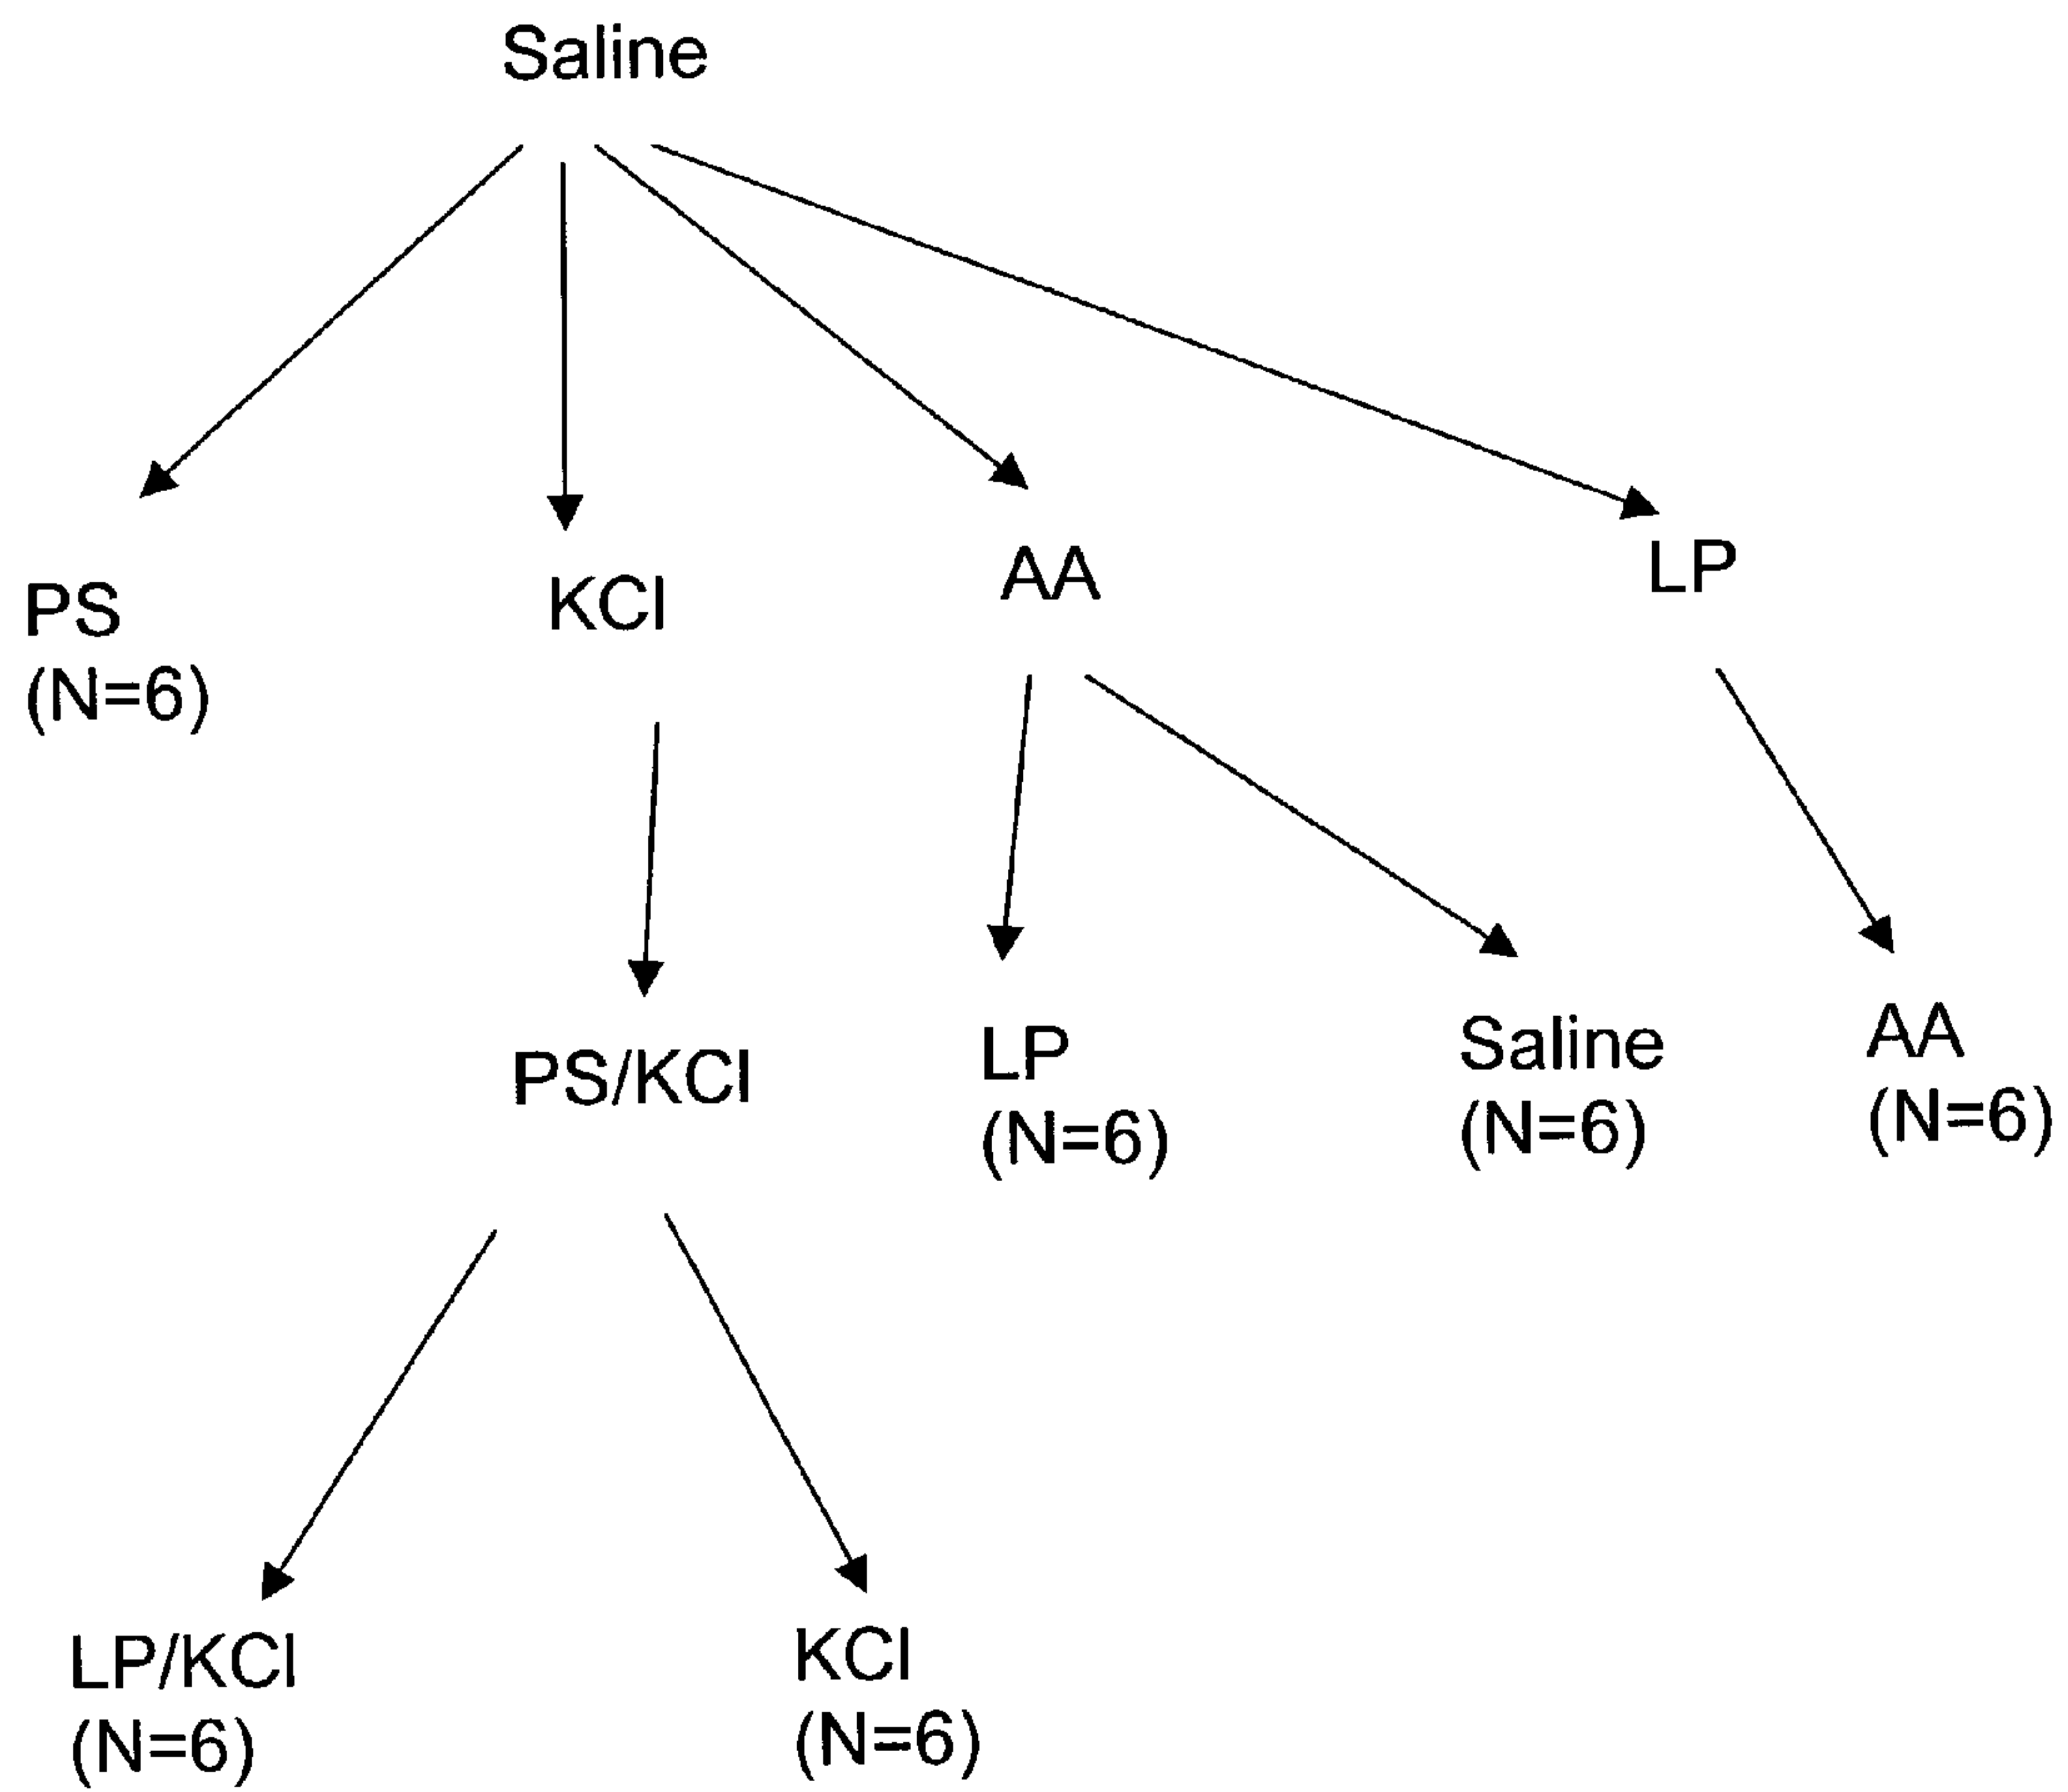 Saline
PS
(N=6)
KCl
AA
LP
PS/KCl
LP
(N=6)
Saline
(N=6)
AA
(N=6)
LP/KCl
(N=6)
KCl
(N=6)